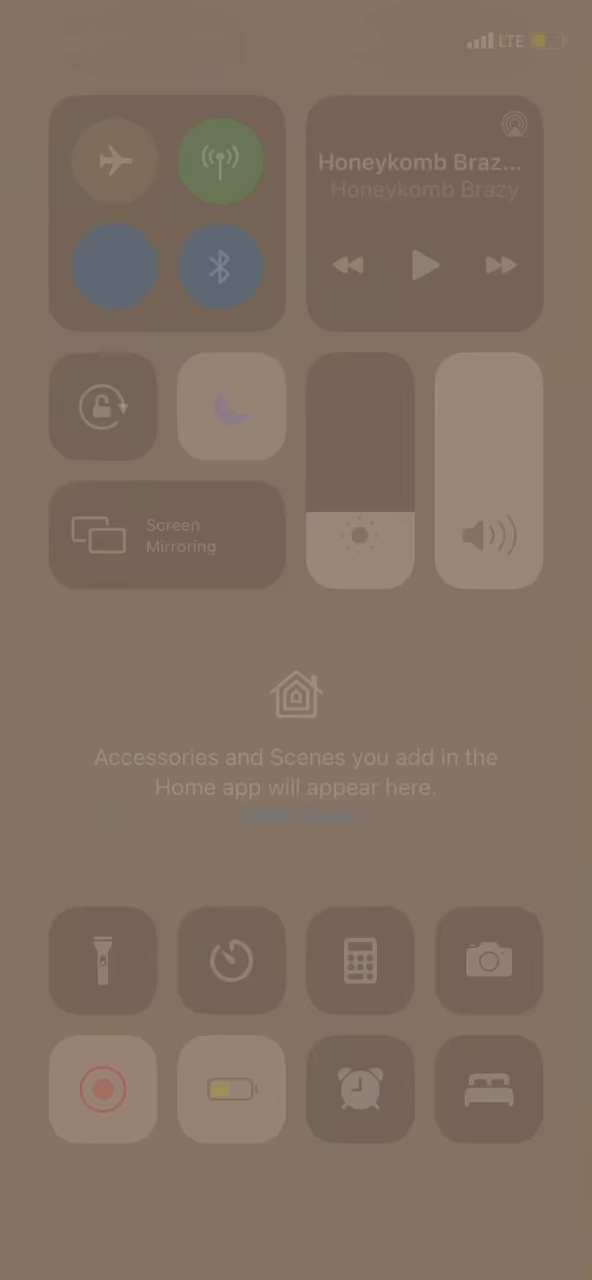 LTE
Honeykomb Braz...
Honeykomb Brazy
Screen
Mirroring
Accessories and Scenes you add in the
Home app will appear here.